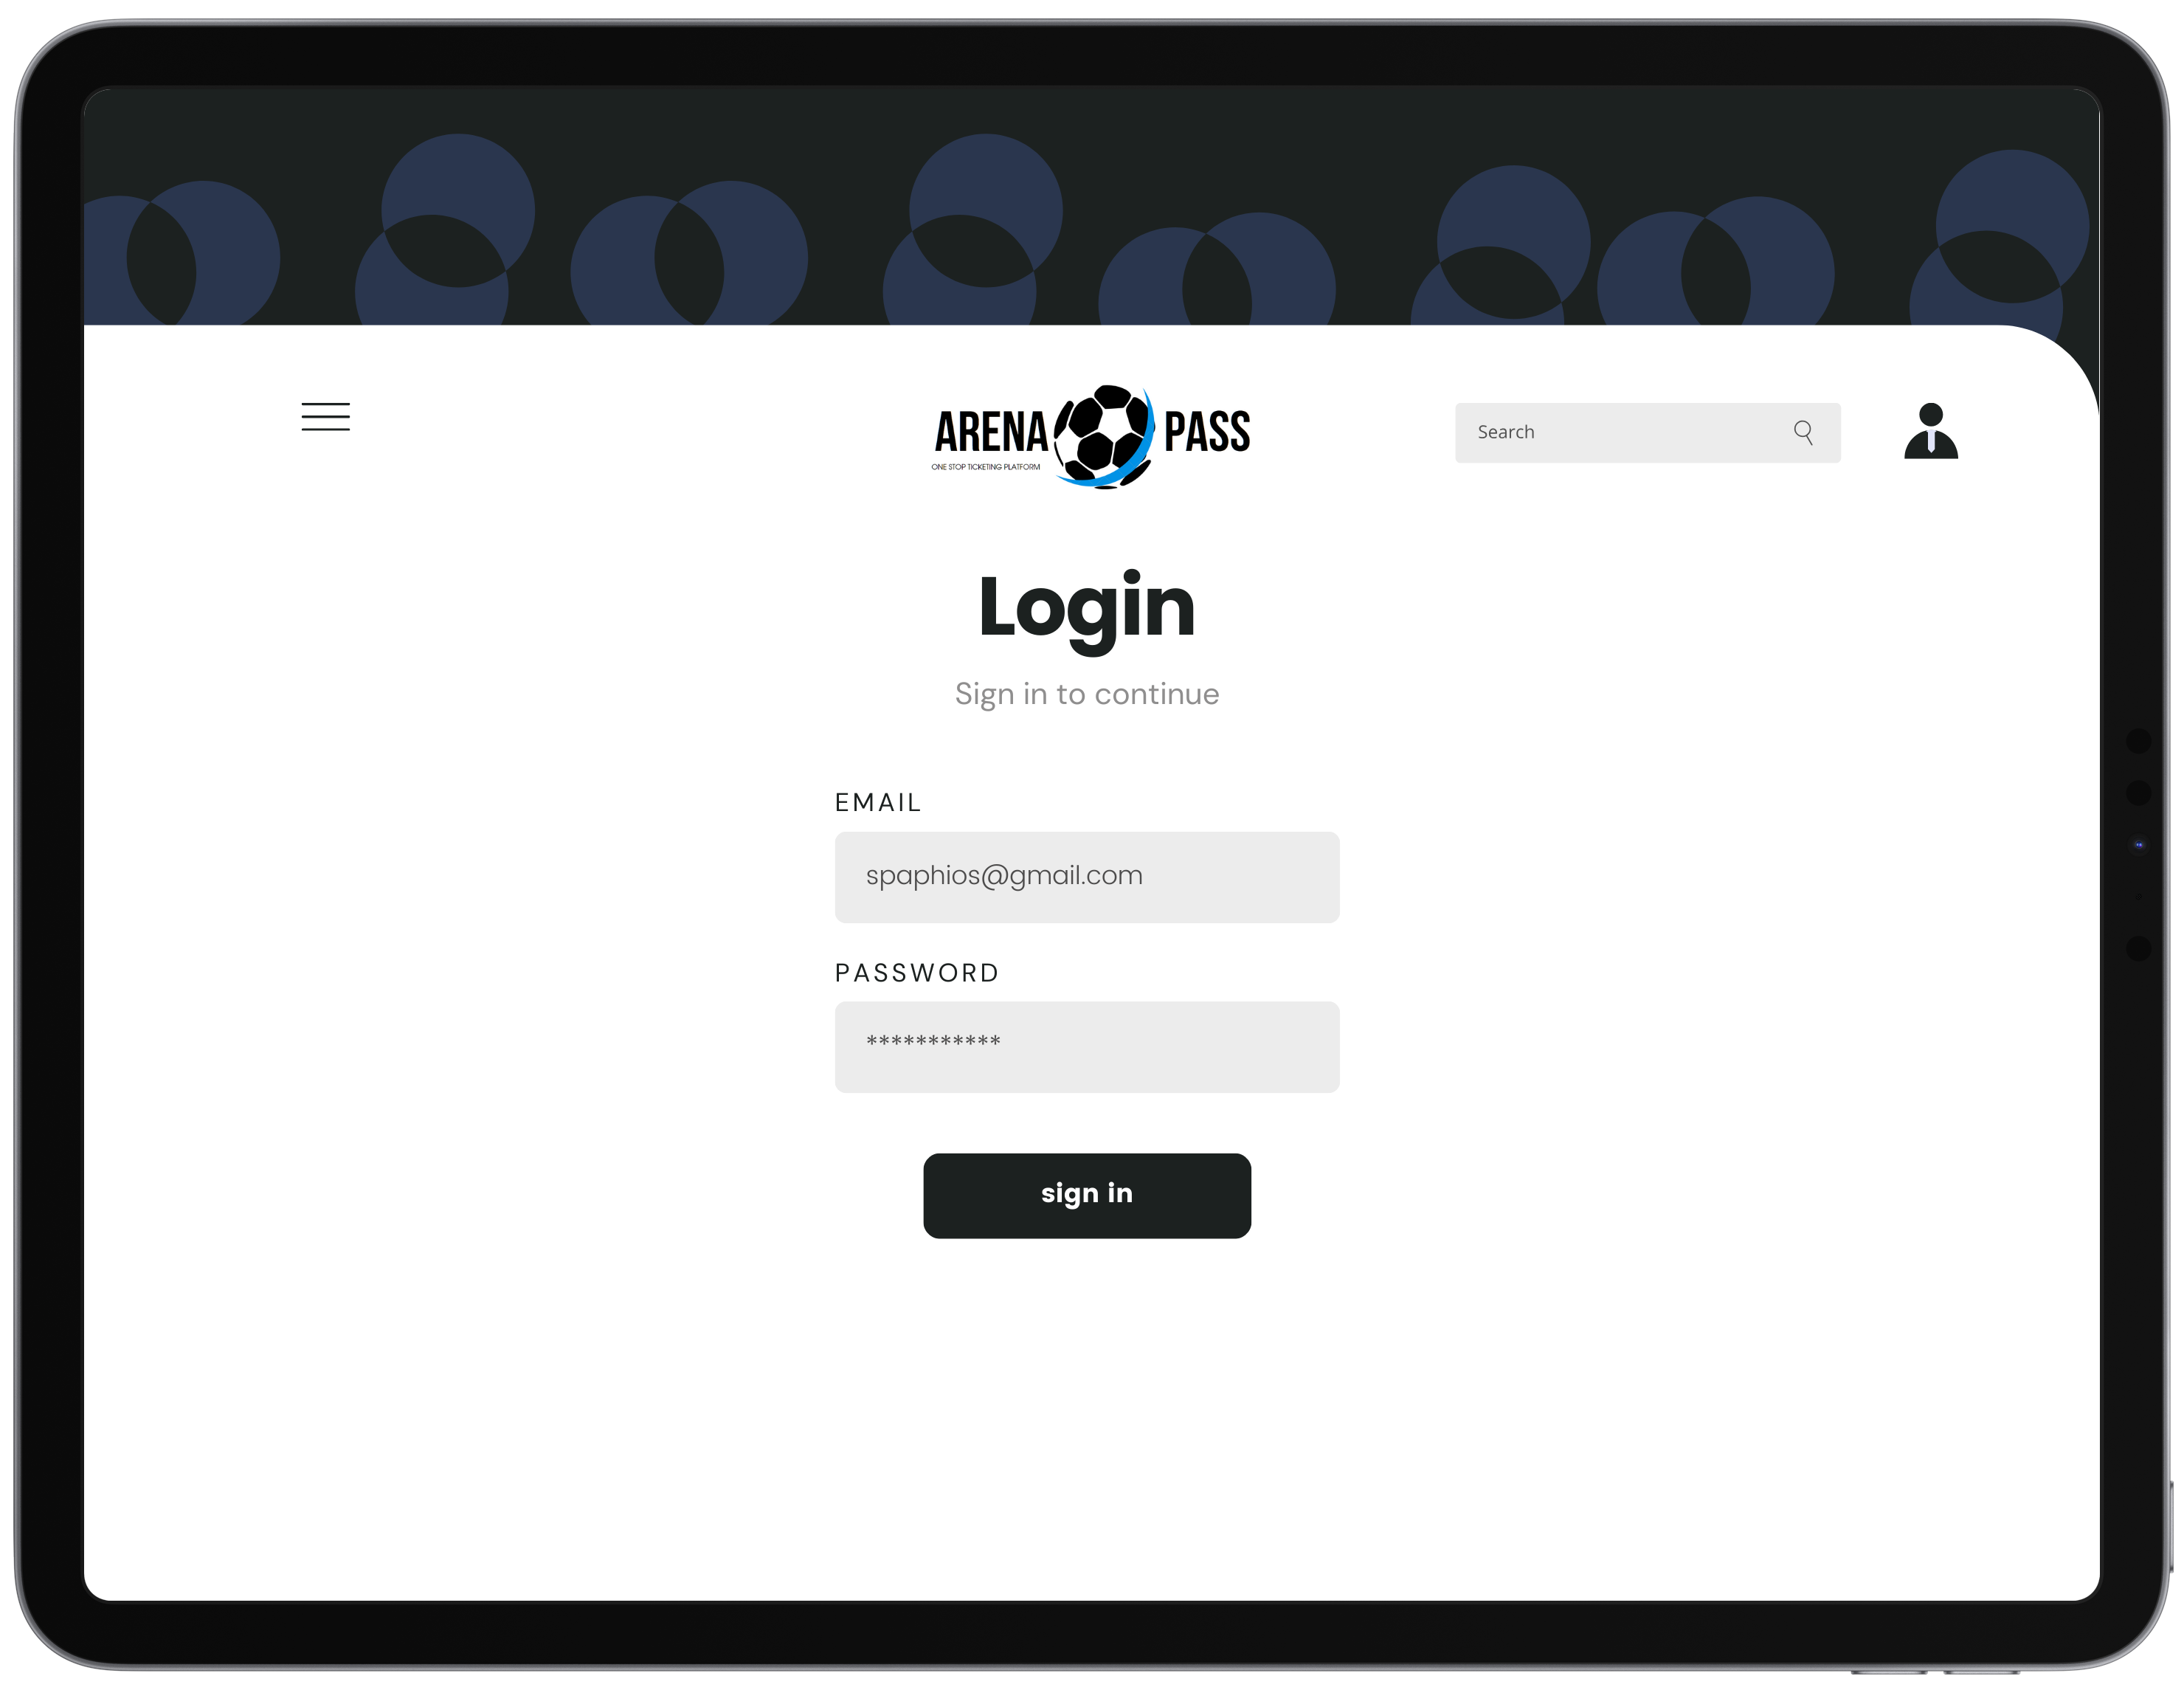 ARENA PASS
ONE STOP TICKETING PLATFORM
Search
Login
Sign in to continue
EMAIL
spaphios@gmail.com
PASSWORD
***********
sign in